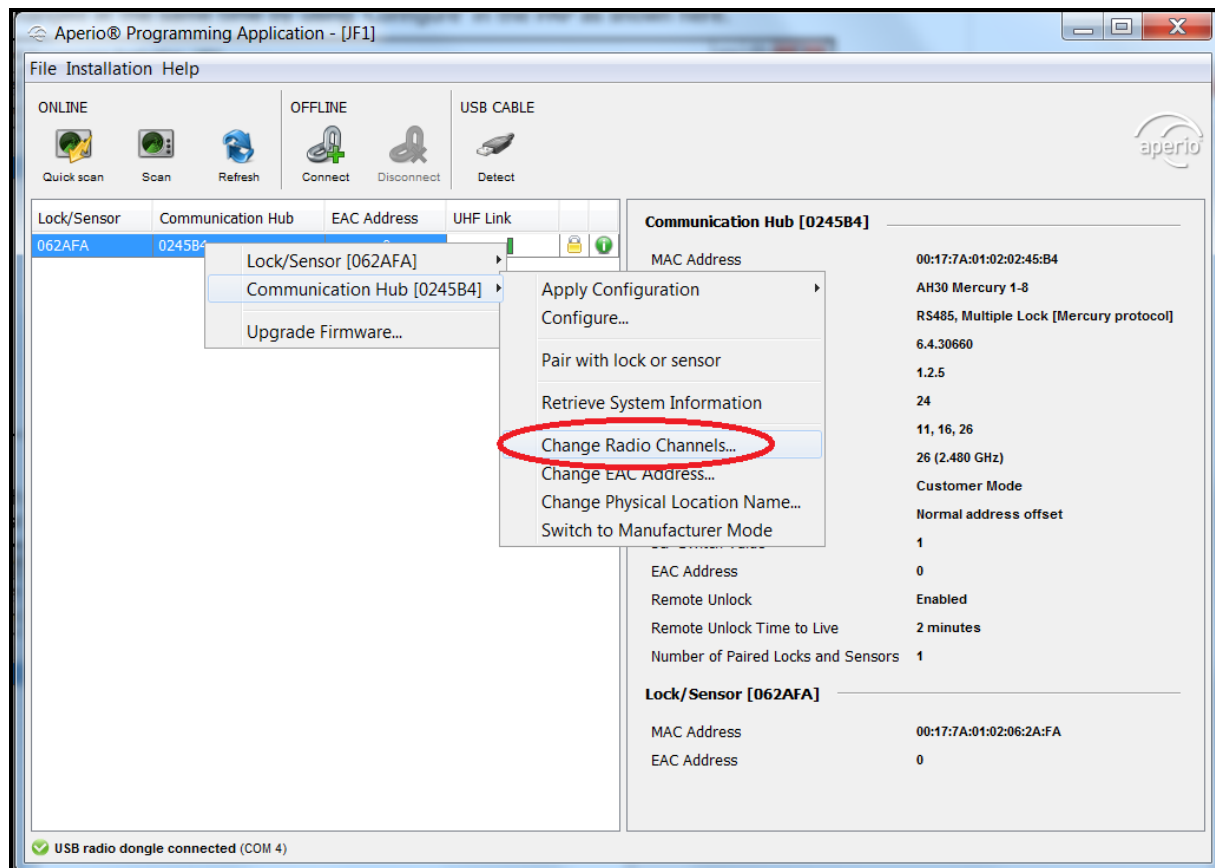 Aperio® Programming Application - [JF1]
File Installation Help
ONLINE OFFLINE USB CABLE
aperio
Quick scan Scan Refresh Connect Disconnect Detect
Lock/Sensor Communication Hub EAC Address UHF Link
062AFA 0245B4
Lock/Sensor [062AFA]
Communication Hub [0245B4]
Upgrade Firmware...
Apply Configuration
Configure...
Pair with lock or sensor
Retrieve System Information
Change Radio Channels...
Change EAC Address...
Change Physical Location Name...
Switch to Manufacturer Mode
Communication Hub [0245B4]
MAC Address 00:17:7A:01:02:02:45:B4
AH30 Mercury 1-8
RS485, Multiple Lock [Mercury protocol]
6.4.30660
1.2.5
24
11, 16, 26
26 (2.480 GHz)
Customer Mode
Normal address offset
1
EAC Address 0
Remote Unlock Enabled
Remote Unlock Time to Live 2 minutes
Number of Paired Locks and Sensors 1
Lock/Sensor [062AFA]
MAC Address 00:17:7A:01:02:06:2A:FA
EAC Address 0
USB radio dongle connected (COM 4)